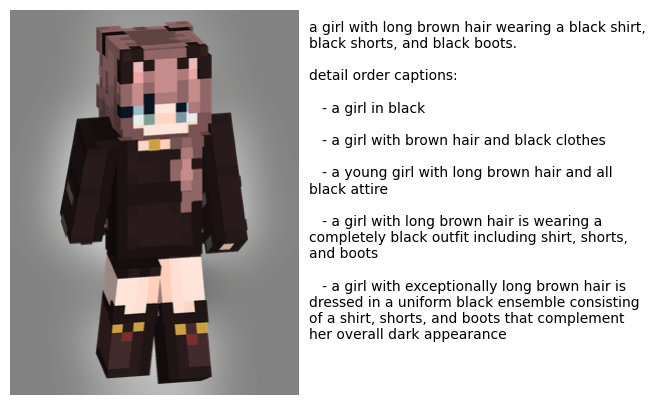 a girl with long brown hair wearing a black shirt,
black shorts, and black boots.
detail order captions:
- a girl in black
- a girl with brown hair and black clothes
- a young girl with long brown hair and all
black attire
- a girl with long brown hair is wearing a
completely black outfit including shirt, shorts,
and boots
- a girl with exceptionally long brown hair is
dressed in a uniform black ensemble consisting
of a shirt, shorts, and boots that complement
her overall dark appearance